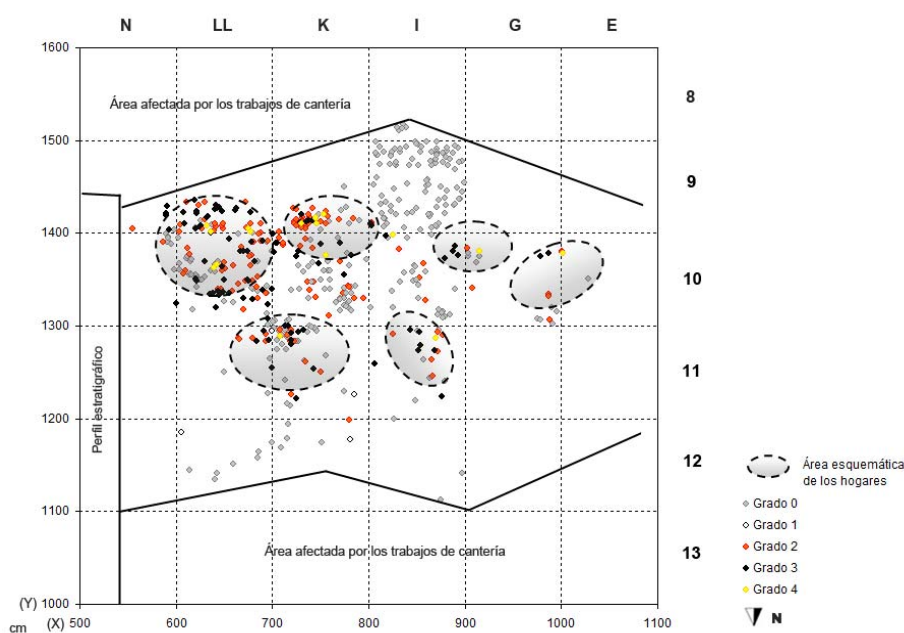 N LL K I G E
1600
8
Área afectada por los trabajos de cantería
1500
9
1400
10
1300
Perfil estratigráfico
11
1200
12
Área esquemática
de los hogares
Grado 0
1100
Grado 1
Grado 2
13
Área afectada por los trabajos de cantería
Grado 3
Grado 4
(Y) 1000
N
cm (X) 500 600 700 800 900 1000 1100